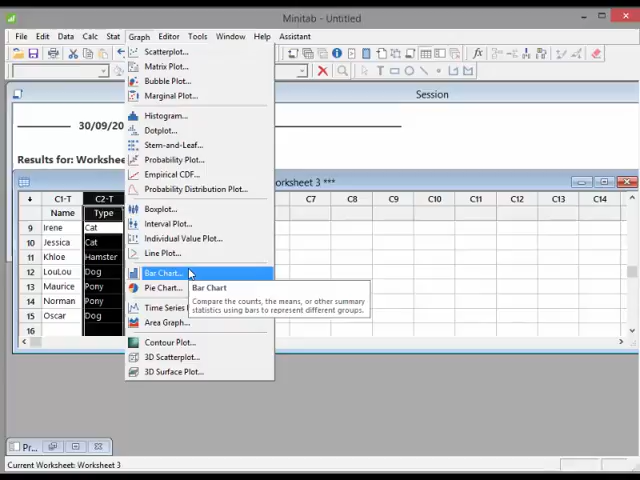 Minitab - Untitled
File Edit Data Calc Stat Graph Editor Tools Window Help Assistant
Scatterplot...
Matrix Plot...
Bubble Plot...
Marginal Plot...
Histogram...
Dotplot...
Stem-and-Leaf...
Probability Plot...
Empirical CDF...
Probability Distribution Plot...
Boxplot...
Interval Plot...
Individual Value Plot...
Line Plot...
Bar Chart...
Pie Chart...
Time Series
Area Graph...
Contour Plot...
3D Scatterplot...
3D Surface Plot...
Bar Chart
Compare the counts, the means, or other summary
statistics using bars to represent different groups.
Session
30/09/20
Results for: Workshee
orksheet 3 ***
C1-T C2-T C7 C8 C9 C10 C11 C12 C13 C14
Name Type
9 Irene Cat
10 Jessica Cat
11 Khloe Hamster
12 LouLou Dog
13 Maurice Pony
14 Norman Pony
15 Oscar Dog
16
Pr...
Current Worksheet: Worksheet 3